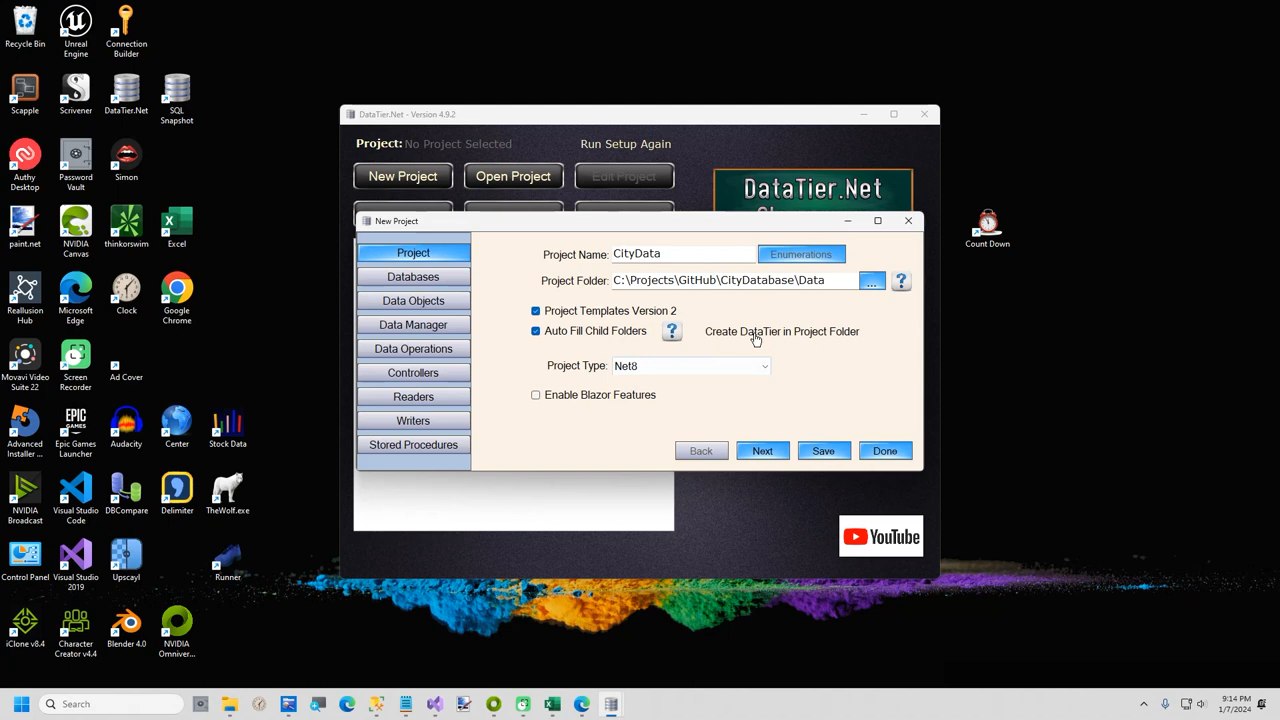 Recycle Bin
Unreal
Engine
Connection
Builder
Scapple
Scrivener
DataTier.Net
SQL
Snapshot
Authy
Desktop
Password
Vault
Simon
paint.net
NVIDIA
Canvas
thinkorswim
Excel
Reallusion
Hub
Microsoft
Edge
Clock
Google
Chrome
Movavi Video
Suite 22
Screen
Recorder
Ad Cover
Advanced
Installer ...
Epic Games
Launcher
Audacity
Center
Stock Data
NVIDIA
Broadcast
Visual Studio
Code
DBCompare
Delimiter
TheWolf.exe
Control Panel
Visual Studio
2019
Upscayl
Runner
iClone v8.4
Character
Creator v4.4
Blender 4.0
NVIDIA
Omniver...
Count Down
DataTier.Net - Version 4.9.2
Project: No Project Selected
Run Setup Again
New Project
Open Project
Edit Project
DataTier.Net
New Project
Project
Databases
Data Objects
Data Manager
Data Operations
Controllers
Readers
Writers
Stored Procedures
Project Name: CityData
Enumerations
Project Folder: C:\Projects\GitHub\CityDatabase\Data
... ?
Project Templates Version 2
Auto Fill Child Folders ? Create DataTier in Project Folder
Project Type: Net8
Enable Blazor Features
Back Next Save Done
YouTube
Search
9:14 PM
1/7/2024